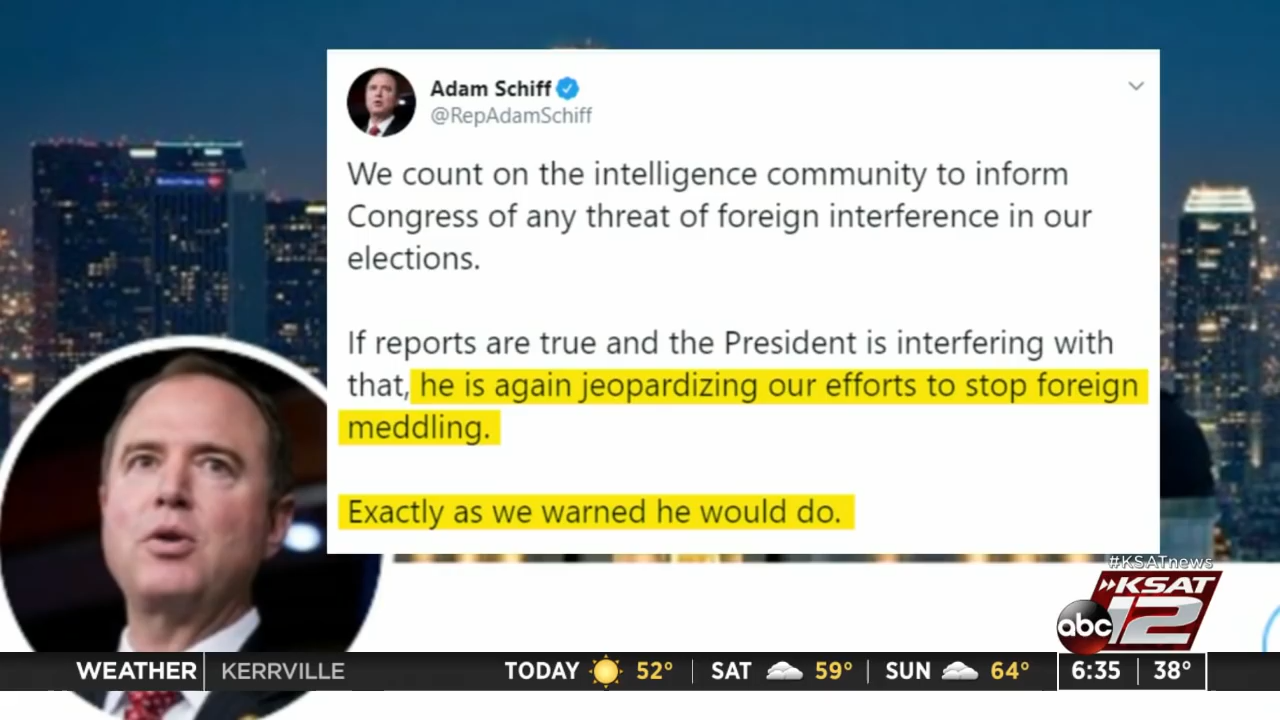 Adam Schiff
@RepAdamSchiff
We count on the intelligence community to inform
Congress of any threat of foreign interference in our
elections.
If reports are true and the President is interfering with
that, he is again jeopardizing our efforts to stop foreign
meddling.
Exactly as we warned he would do.
#KSATnews
KSAT
abc 12
WEATHER KERRVILLE TODAY 52° SAT 59° SUN 64° 6:35 38°